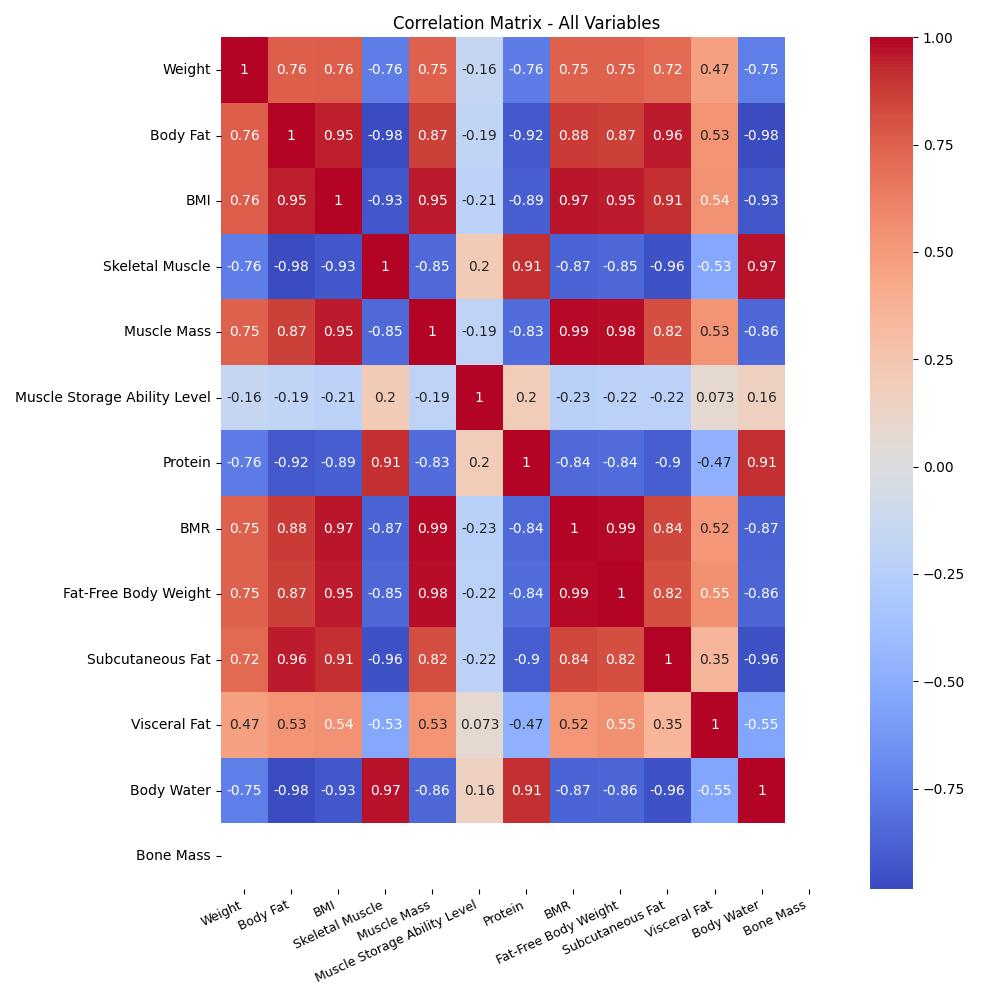 Correlation Matrix - All Variables
Weight 1 0.76 0.76 -0.76 0.75 -0.16 -0.76 0.75 0.75 0.72 0.47 -0.75
Body Fat 0.76 1 0.95 -0.98 0.87 -0.19 -0.92 0.88 0.87 0.96 0.53 -0.98
BMI 0.76 0.95 1 -0.93 0.95 -0.21 -0.89 0.97 0.95 0.91 0.54 -0.93
Skeletal Muscle -0.76 -0.98 -0.93 1 -0.85 0.2 0.91 -0.87 -0.85 -0.96 -0.53 0.97
Muscle Mass 0.75 0.87 0.95 -0.85 1 -0.19 -0.83 0.99 0.98 0.82 0.53 -0.86
Muscle Storage Ability Level -0.16 -0.19 -0.21 0.2 -0.19 1 0.2 -0.23 -0.22 -0.22 0.073 0.16
Protein -0.76 -0.92 -0.89 0.91 -0.83 0.2 1 -0.84 -0.84 -0.9 -0.47 0.91
BMR 0.75 0.88 0.97 -0.87 0.99 -0.23 -0.84 1 0.99 0.84 0.52 -0.87
Fat-Free Body Weight 0.75 0.87 0.95 -0.85 0.98 -0.22 -0.84 0.99 1 0.82 0.55 -0.86
Subcutaneous Fat 0.72 0.96 0.91 -0.96 0.82 -0.22 -0.9 0.84 0.82 1 0.35 -0.96
Visceral Fat 0.47 0.53 0.54 -0.53 0.53 0.073 -0.47 0.52 0.55 0.35 1 -0.55
Body Water -0.75 -0.98 -0.93 0.97 -0.86 0.16 0.91 -0.87 -0.86 -0.96 -0.55 1
Bone Mass
Weight
Body Fat
BMI
Skeletal Muscle
Muscle Mass
Muscle Storage Ability Level
Protein
BMR
Fat-Free Body Weight
Subcutaneous Fat
Visceral Fat
Body Water
Bone Mass
1.00
0.75
0.50
0.25
0.00
−0.25
−0.50
−0.75